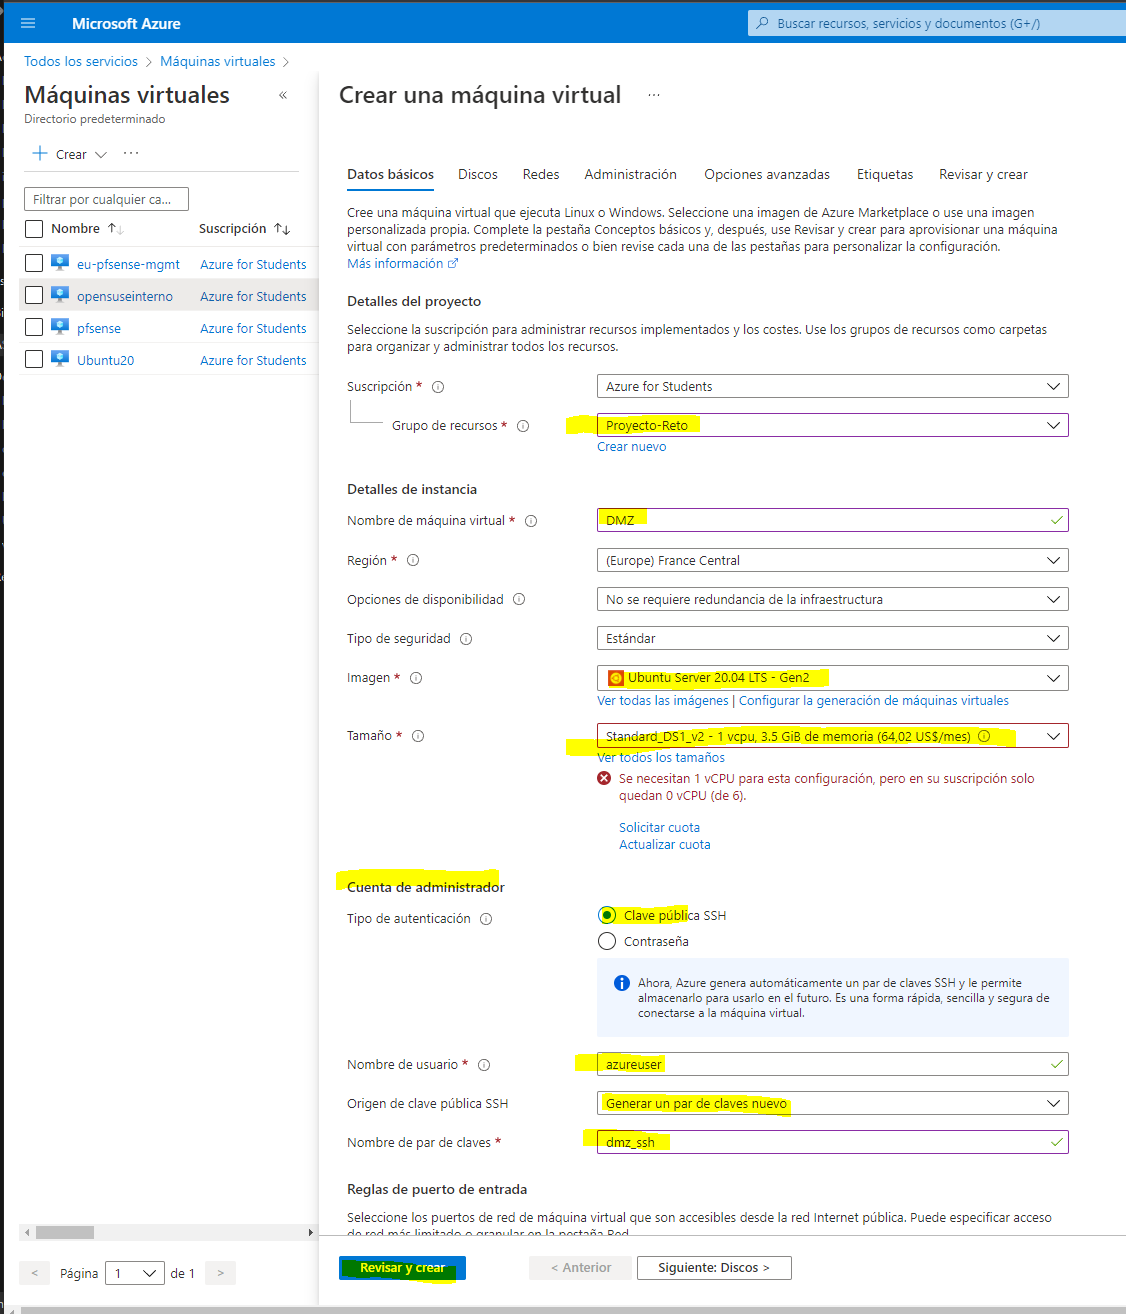 Microsoft Azure
Buscar recursos, servicios y documentos (G+/)
Todos los servicios > Máquinas virtuales >
Máquinas virtuales «
Directorio predeterminado
+ Crear ...
Filtrar por cualquier ca...
Nombre ↑↓ Suscripción ↑↓
eu-pfsense-mgmt Azure for Students
opensuseinterno Azure for Students
pfsense Azure for Students
Ubuntu20 Azure for Students
< Página 1 de 1 >
Crear una máquina virtual ...
Datos básicos Discos Redes Administración Opciones avanzadas Etiquetas Revisar y crear
Cree una máquina virtual que ejecuta Linux o Windows. Seleccione una imagen de Azure Marketplace o use una imagen
personalizada propia. Complete la pestaña Conceptos básicos y, después, use Revisar y crear para aprovisionar una máquina
virtual con parámetros predeterminados o bien revise cada una de las pestañas para personalizar la configuración.
Más información
Detalles del proyecto
Seleccione la suscripción para administrar recursos implementados y los costes. Use los grupos de recursos como carpetas
para organizar y administrar todos los recursos.
Suscripción * Azure for Students
Grupo de recursos * Proyecto-Reto
Crear nuevo
Detalles de instancia
Nombre de máquina virtual * DMZ
Región * (Europe) France Central
Opciones de disponibilidad No se requiere redundancia de la infraestructura
Tipo de seguridad Estándar
Imagen * Ubuntu Server 20.04 LTS - Gen2
Ver todas las imágenes | Configurar la generación de máquinas virtuales
Tamaño * Standard_DS1_v2 - 1 vcpu, 3.5 GiB de memoria (64,02 US$/mes)
Ver todos los tamaños
Se necesitan 1 vCPU para esta configuración, pero en su suscripción solo
quedan 0 vCPU (de 6).
Solicitar cuota
Actualizar cuota
Cuenta de administrador
Tipo de autenticación Clave pública SSH
Contraseña
Ahora, Azure genera automáticamente un par de claves SSH y le permite
almacenarlo para usarlo en el futuro. Es una forma rápida, sencilla y segura de
conectarse a la máquina virtual.
Nombre de usuario * azureuser
Origen de clave pública SSH Generar un par de claves nuevo
Nombre de par de claves * dmz_ssh
Reglas de puerto de entrada
Seleccione los puertos de red de máquina virtual que son accesibles desde la red Internet pública. Puede especificar acceso
de red más limitado o granular en la pestaña Red.
Revisar y crear < Anterior Siguiente: Discos >